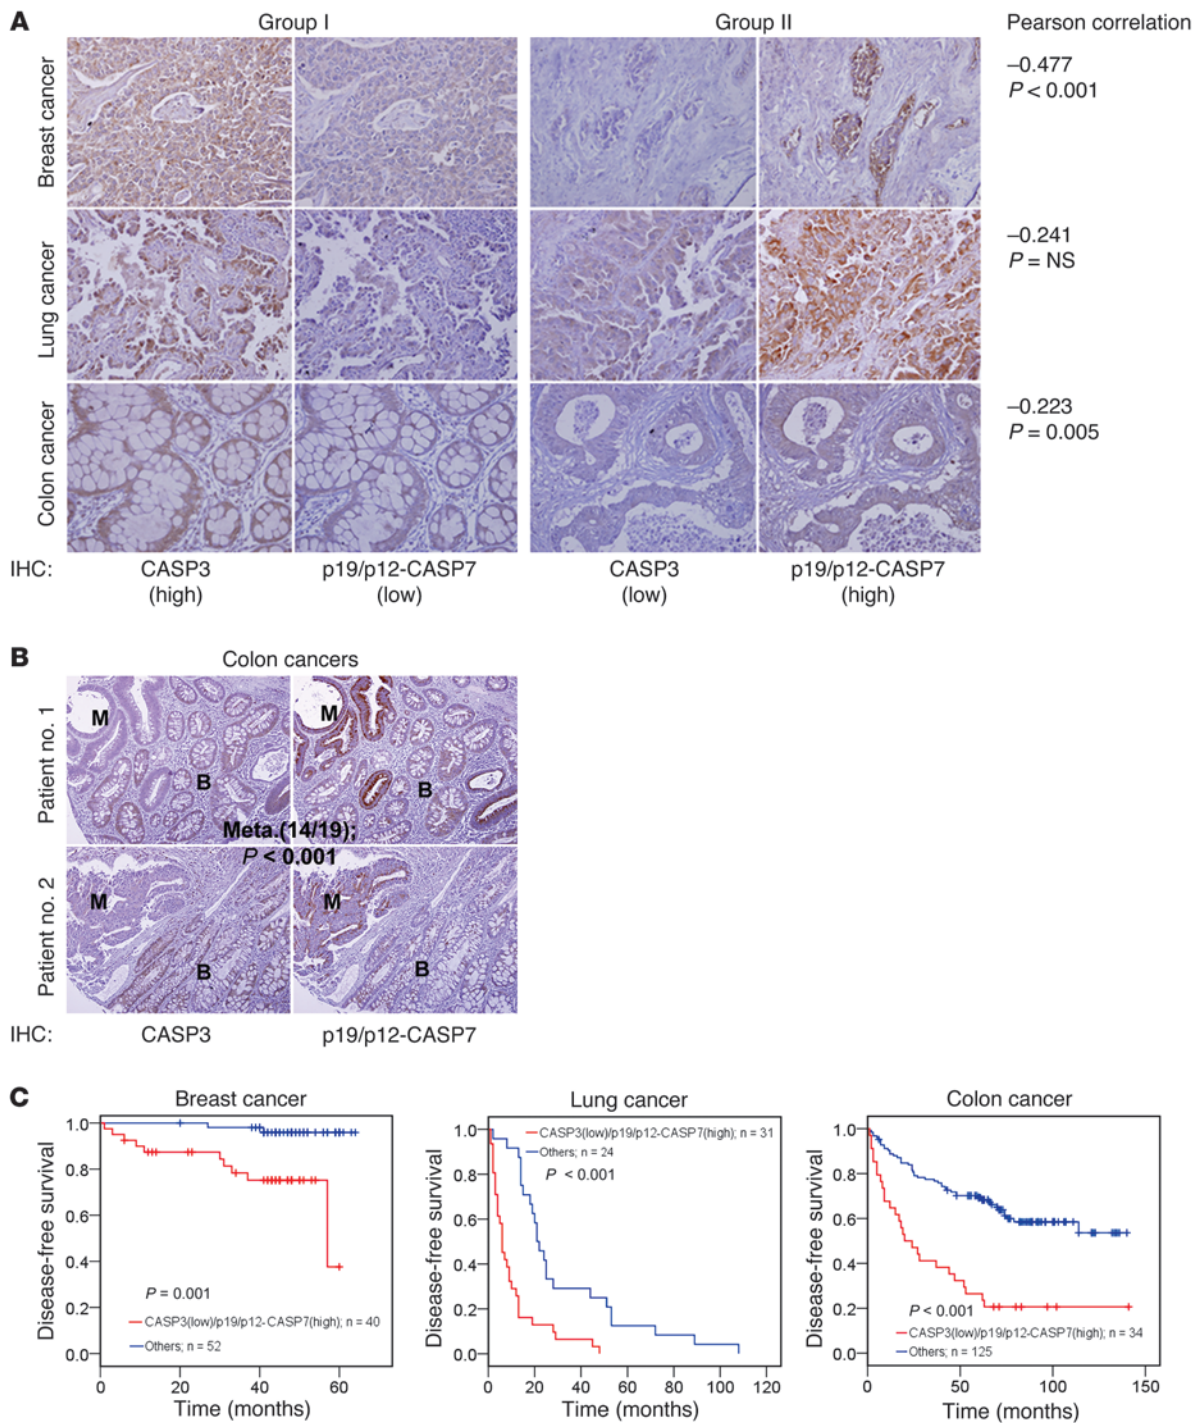 A
Group I
Group II
Pearson correlation
Breast cancer
–0.477
P < 0.001
Lung cancer
–0.241
P = NS
Colon cancer
–0.223
P = 0.005
IHC:
CASP3
(high)
p19/p12-CASP7
(low)
CASP3
(low)
p19/p12-CASP7
(high)
B
Colon cancers
Patient no. 1
M
B
M
B
Meta.(14/19);
P < 0.001
Patient no. 2
M
B
M
B
IHC:
CASP3
p19/p12-CASP7
C
Breast cancer
Disease-free survival
1.0
0.8
0.6
0.4
0.2
0.0
P = 0.001
CASP3(low)/p19/p12-CASP7(high); n = 40
Others; n = 52
0 20 40 60
Time (months)
Lung cancer
Disease-free survival
1.0
0.8
0.6
0.4
0.2
0.0
CASP3(low)/p19/p12-CASP7(high); n = 31
Others; n = 24
P < 0.001
0 20 40 60 80 100 120
Time (months)
Colon cancer
Disease-free survival
1.0
0.8
0.6
0.4
0.2
0.0
P < 0.001
CASP3(low)/p19/p12-CASP7(high); n = 34
Others; n = 125
0 50 100 150
Time (months)